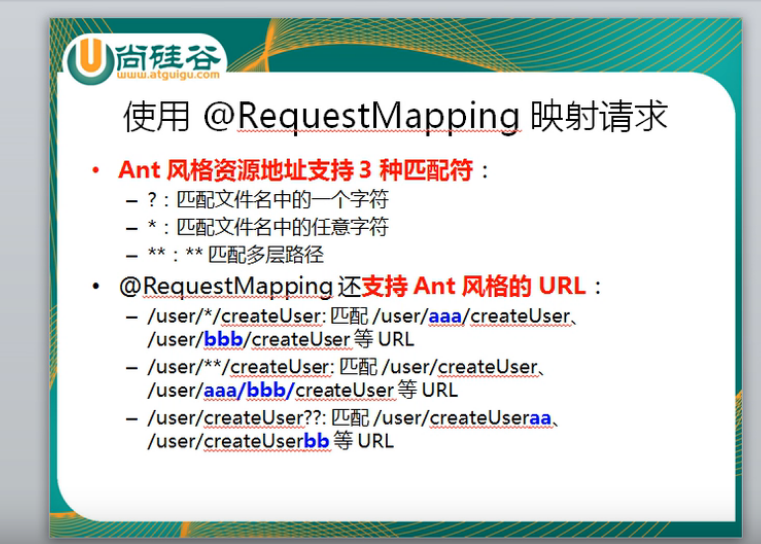 尚硅谷
www.atguigu.com
使用 @RequestMapping 映射请求
• Ant 风格资源地址支持 3 种匹配符：
– ?：匹配文件名中的一个字符
– *：匹配文件名中的任意字符
– **：** 匹配多层路径
• @RequestMapping 还支持 Ant 风格的 URL：
– /user/*/createUser: 匹配 /user/aaa/createUser、
/user/bbb/createUser 等 URL
– /user/**/createUser: 匹配 /user/createUser、
/user/aaa/bbb/createUser 等 URL
– /user/createUser??: 匹配 /user/createUseraa、
/user/createUserbb 等 URL